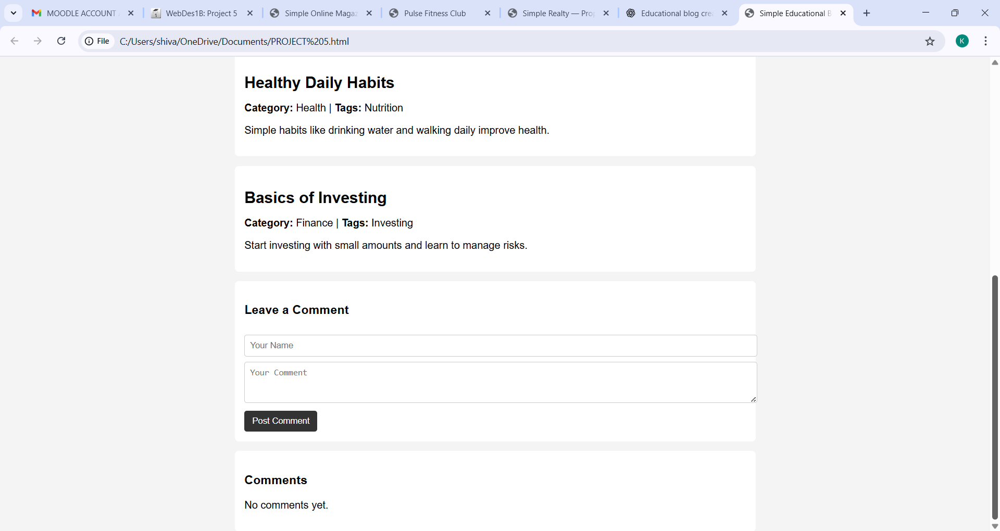 MOODLE ACCOUNT
WebDes1B: Project 5
Simple Online Magaz
Pulse Fitness Club
Simple Realty — Pro
Educational blog cre
Simple Educational B
File
C:/Users/shiva/OneDrive/Documents/PROJECT%205.html
K
Healthy Daily Habits
Category: Health | Tags: Nutrition
Simple habits like drinking water and walking daily improve health.
Basics of Investing
Category: Finance | Tags: Investing
Start investing with small amounts and learn to manage risks.
Leave a Comment
Your Name
Your Comment
Post Comment
Comments
No comments yet.